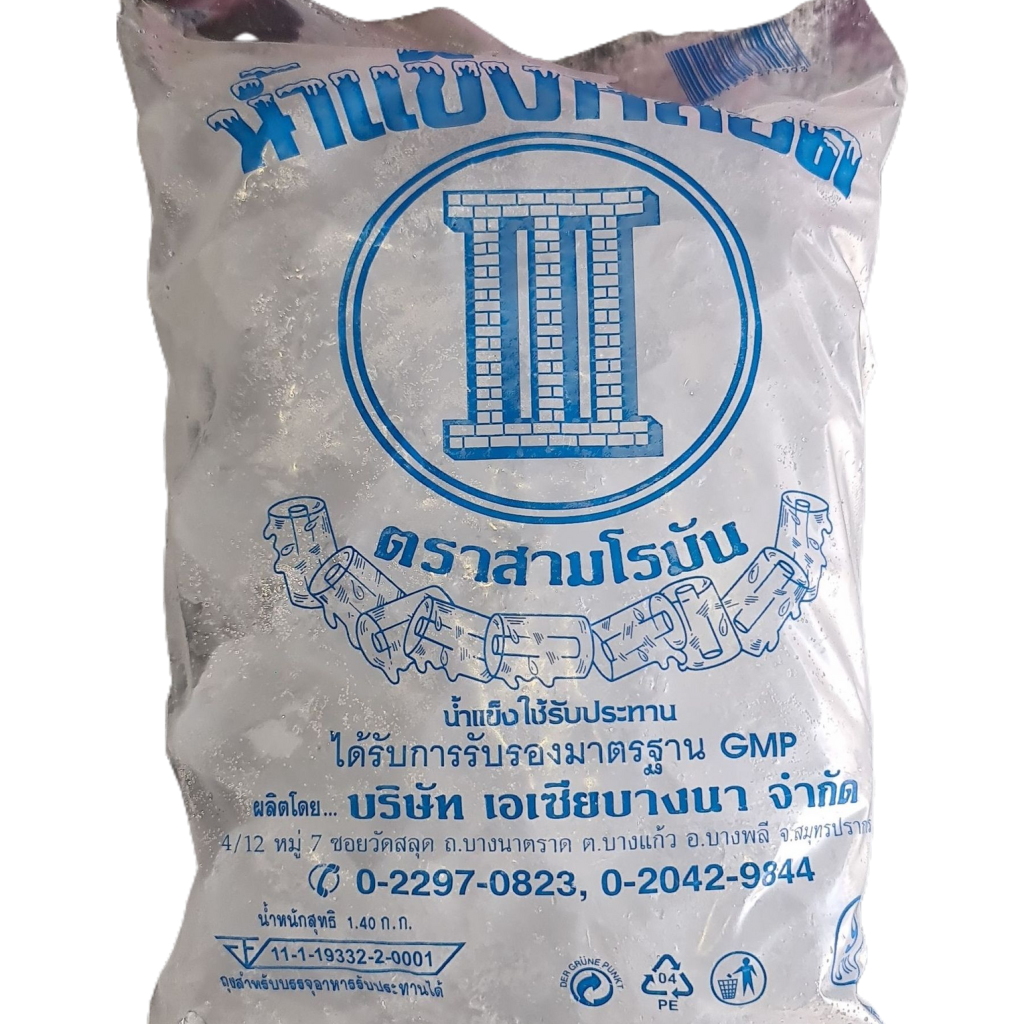 น้ำแข็งหลอด
ตราสามโรมัน
น้ำแข็งใช้รับประทาน
ได้รับการรับรองมาตรฐาน GMP
ผลิตโดย... บริษัท เอเซียบางนา จำกัด
4/12 หมู่ 7 ซอยวัดสลุด ถ.บางนาตราด ต.บางแก้ว อ.บางพลี จ.สมุทรปราการ
0-2297-0823, 0-2042-9844
น้ำหนักสุทธิ 1.40 ก.ก.
11-1-19332-2-0001
ถุงสำหรับบรรจุอาหารรับประทานได้
DER GRÜNE PUNKT
04
PE